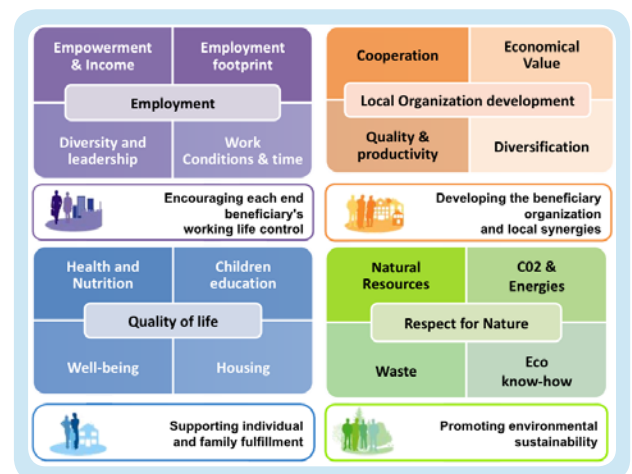 Empowerment
& Income
Employment
footprint
Employment
Diversity and
leadership
Work
Conditions & time
Encouraging each end
beneficiary's
working life control
Cooperation
Economical
Value
Local Organization development
Quality &
productivity
Diversification
Developing the beneficiary
organization
and local synergies
Health and
Nutrition
Children
education
Quality of life
Well-being
Housing
Supporting individual
and family fulfillment
Natural
Resources
C02 &
Energies
Respect for Nature
Waste
Eco
know-how
Promoting environmental
sustainability